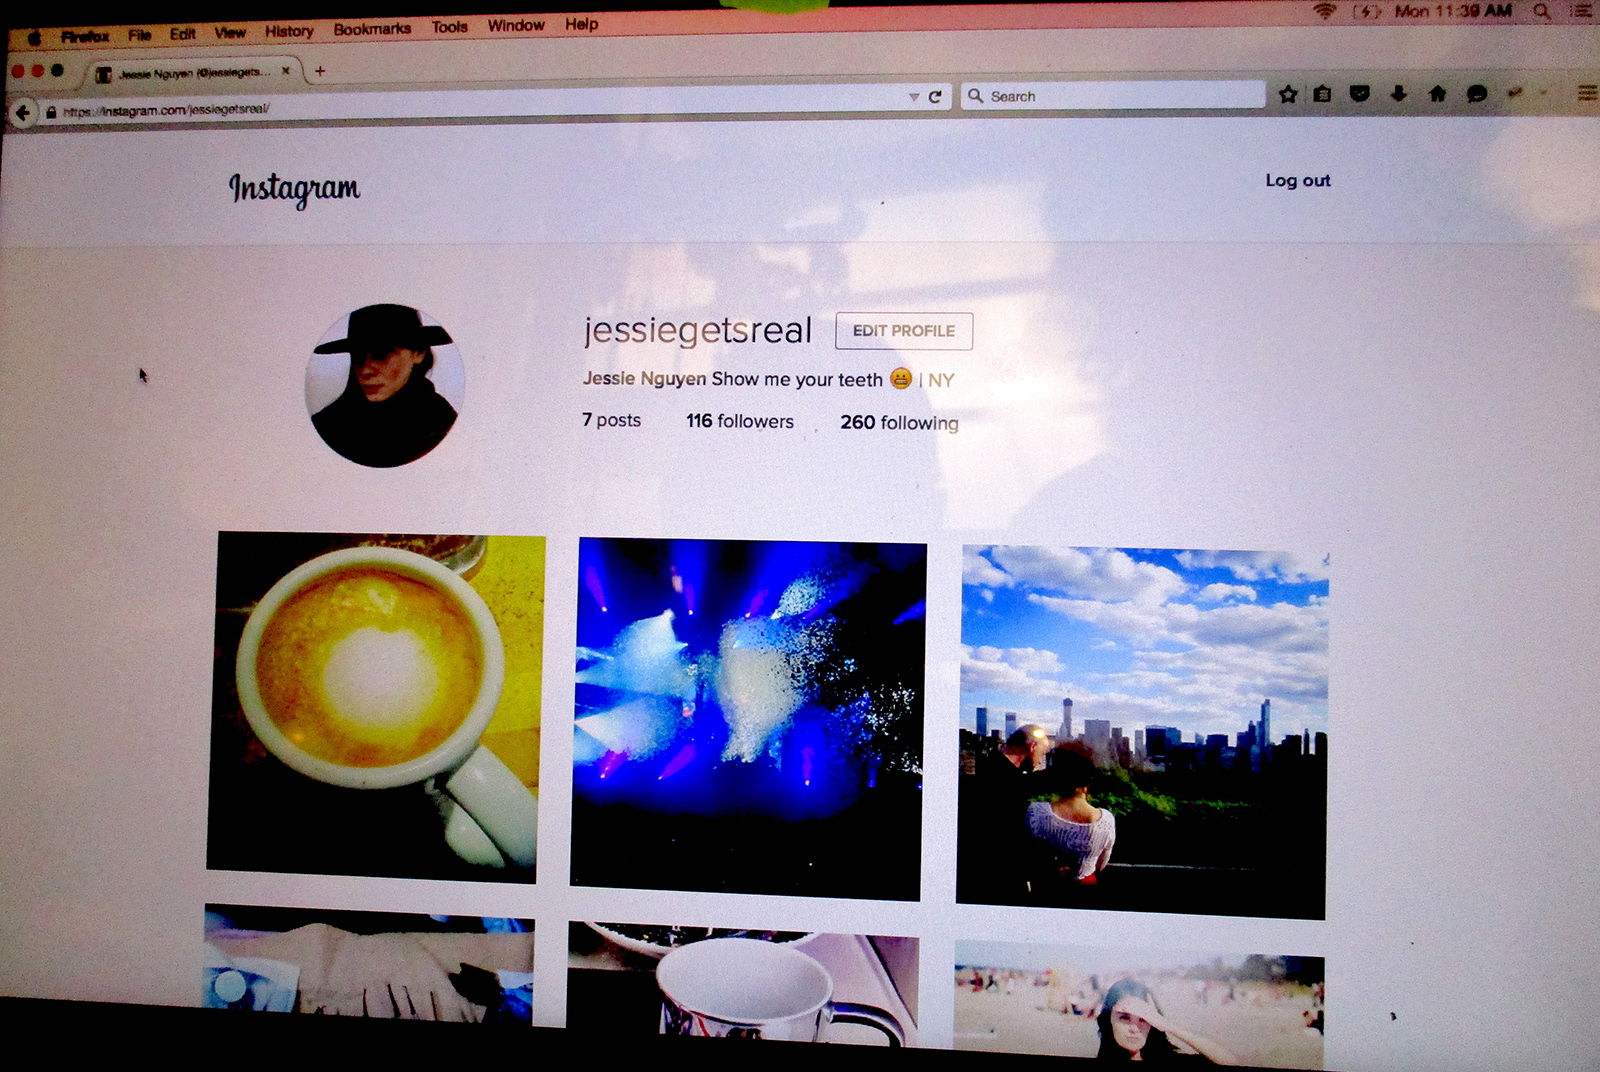 Firefox File Edit View History Bookmarks Tools Window Help Mon 11:39 AM
Jessie Nguyen (@jessiegets... × +
https://instagram.com/jessiegetsreal/ Search
Instagram Log out
jessiegetsreal EDIT PROFILE
Jessie Nguyen Show me your teeth 😬 | NY
7 posts 116 followers 260 following